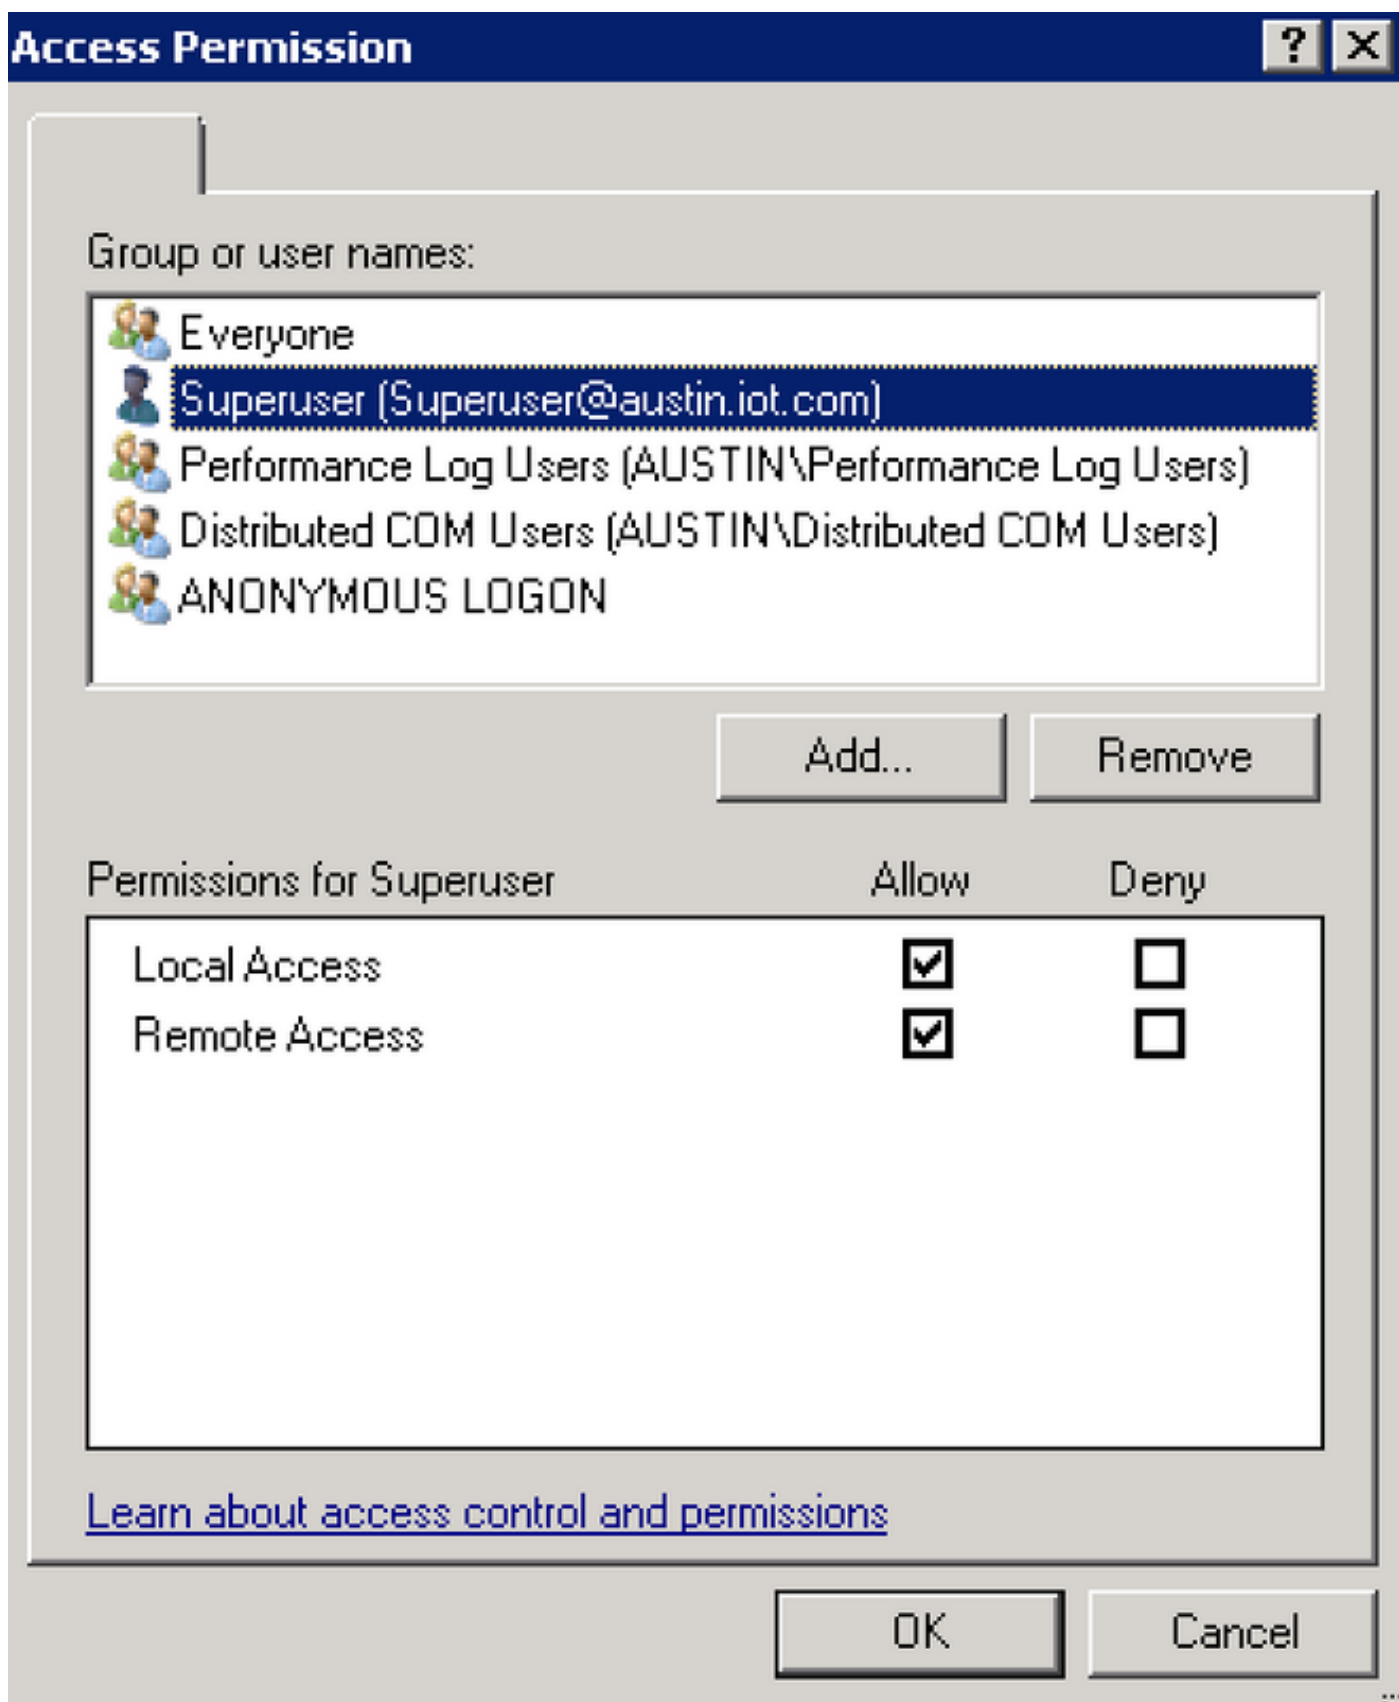 Access Permission
Group or user names:
Everyone
Superuser (Superuser@austin.iot.com)
Performance Log Users (AUSTIN\Performance Log Users)
Distributed COM Users (AUSTIN\Distributed COM Users)
ANONYMOUS LOGON
Add... Remove
Permissions for Superuser Allow Deny
Local Access
Remote Access
Learn about access control and permissions
OK Cancel